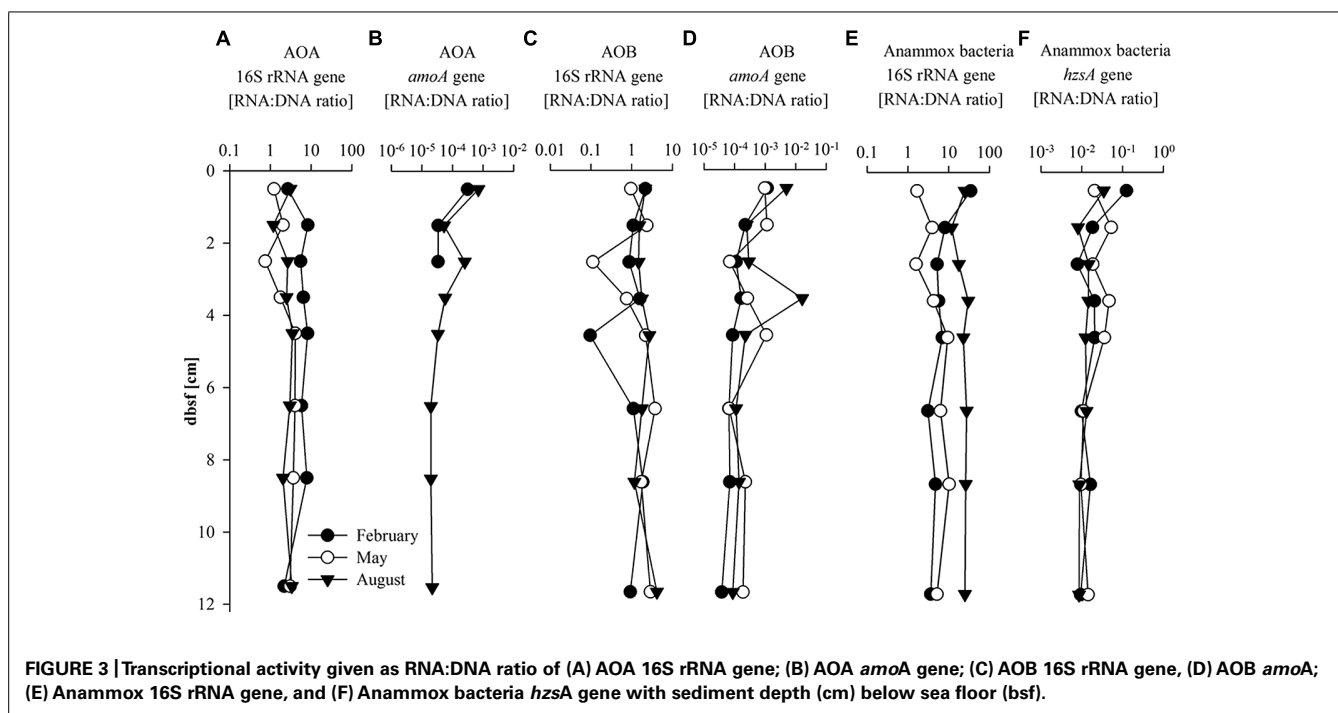 A AOA 16S rRNA gene [RNA:DNA ratio]
B AOA amoA gene [RNA:DNA ratio]
C AOB 16S rRNA gene [RNA:DNA ratio]
D AOB amoA gene [RNA:DNA ratio]
E Anammox bacteria 16S rRNA gene [RNA:DNA ratio]
F Anammox bacteria hzsA gene [RNA:DNA ratio]
0.1 1 10 100
10⁻⁶ 10⁻⁵ 10⁻⁴ 10⁻³ 10⁻²
0.01 0.1 1 10
10⁻⁵ 10⁻⁴ 10⁻³ 10⁻² 10⁻¹
0.1 1 10 100
10⁻³ 10⁻² 10⁻¹ 10⁰
0
2
4
6
8
10
12
dbsf [cm]
February
May
August
FIGURE 3 | Transcriptional activity given as RNA:DNA ratio of (A) AOA 16S rRNA gene; (B) AOA amoA gene; (C) AOB 16S rRNA gene, (D) AOB amoA;
(E) Anammox 16S rRNA gene, and (F) Anammox bacteria hzsA gene with sediment depth (cm) below sea floor (bsf).